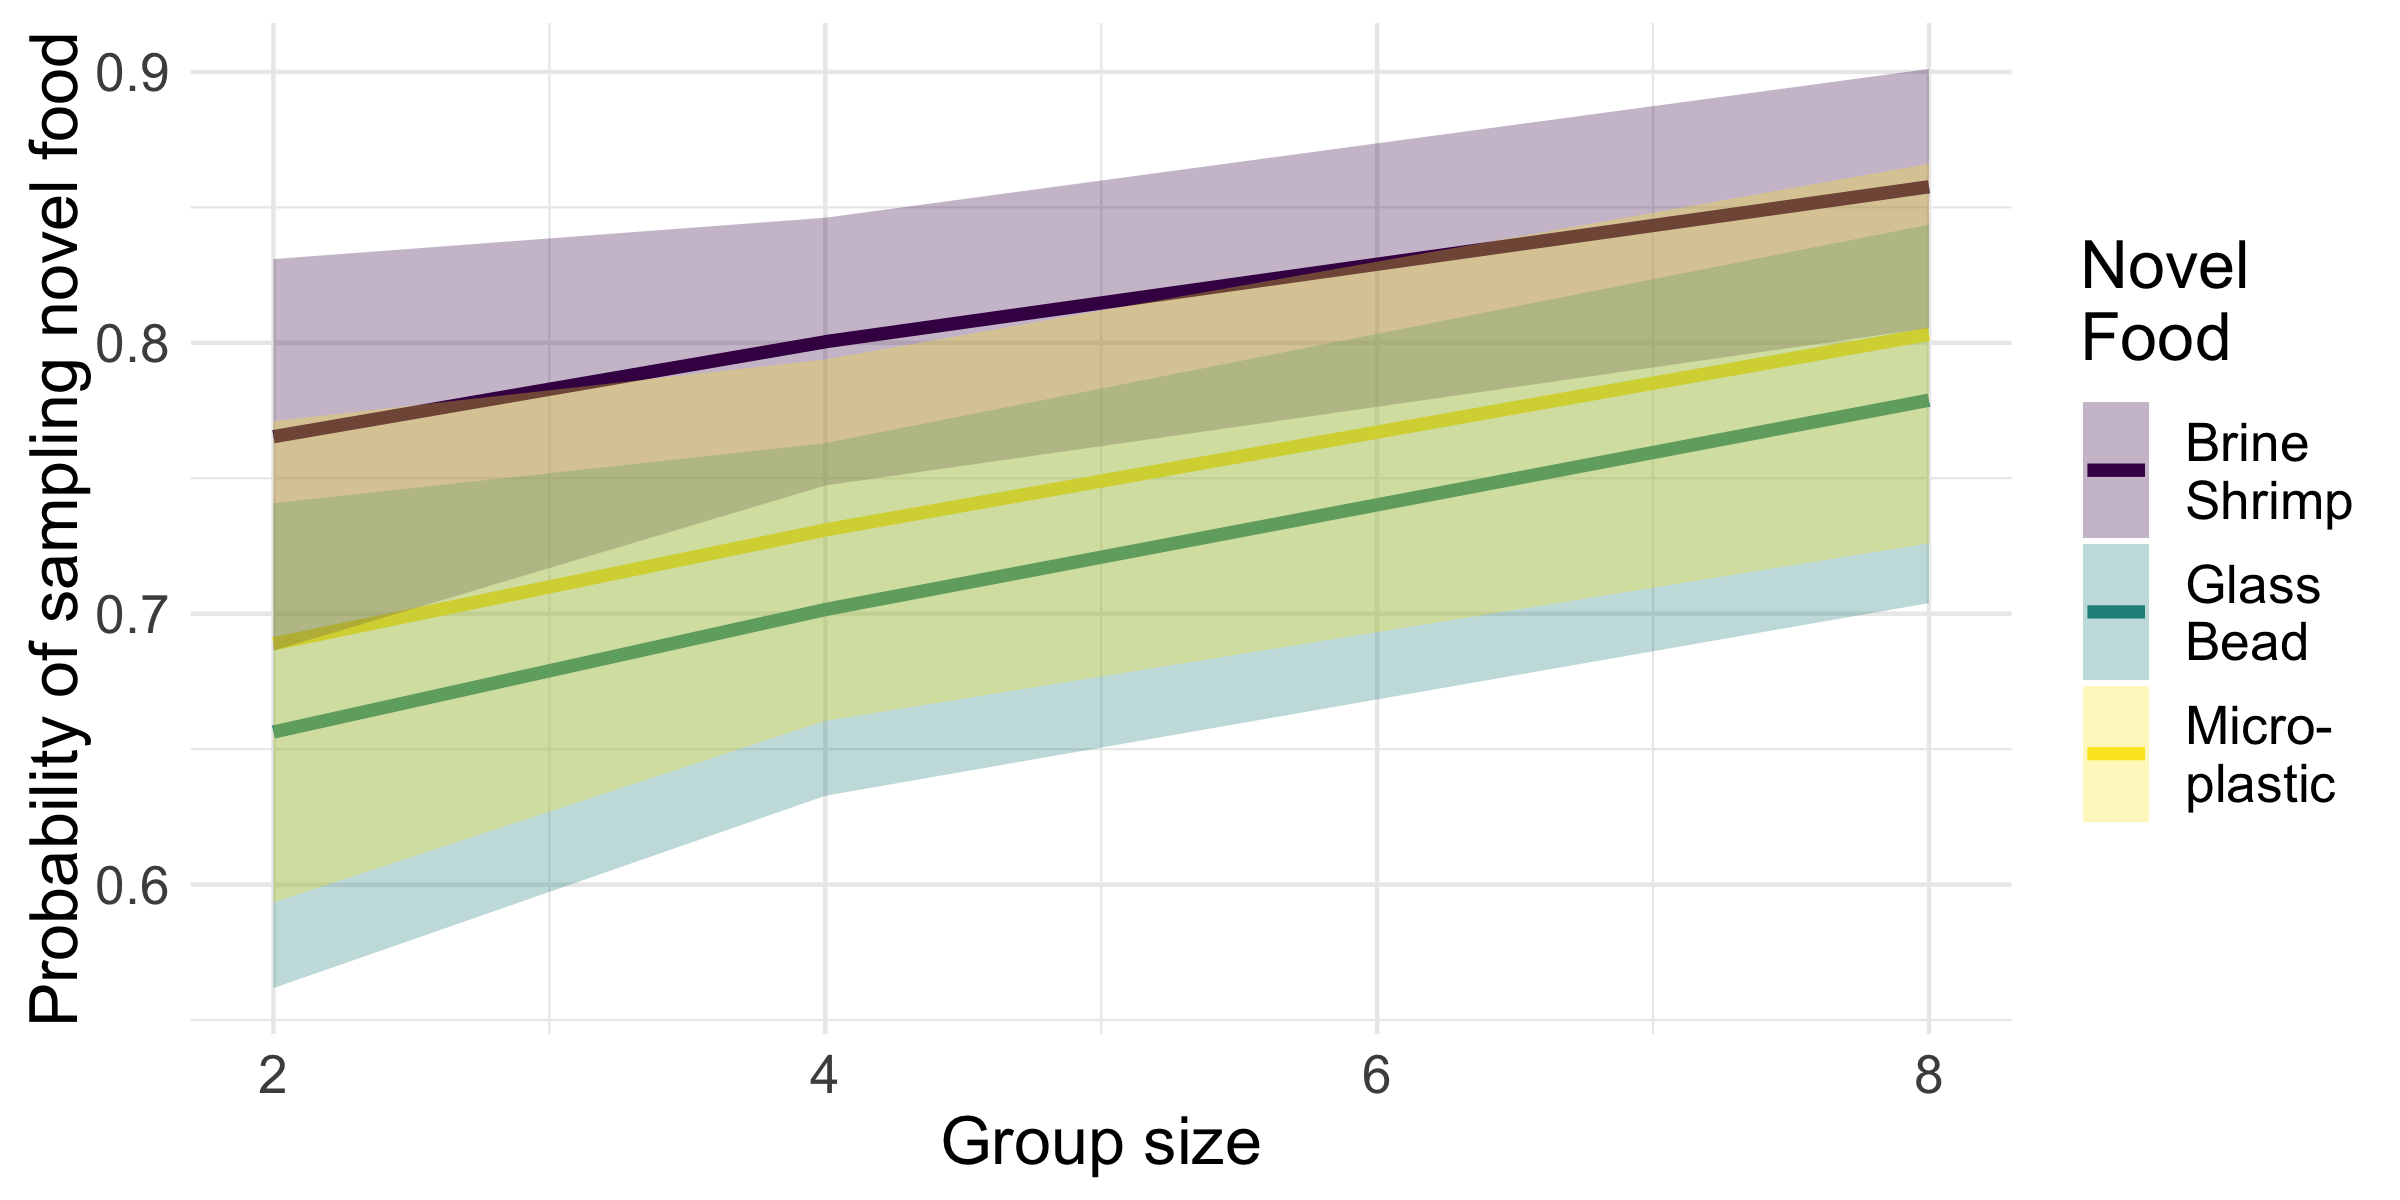 Probability of sampling novel food
0.9
0.8
0.7
0.6
2
4
6
8
Group size
Novel
Food
Brine
Shrimp
Glass
Bead
Micro-
plastic